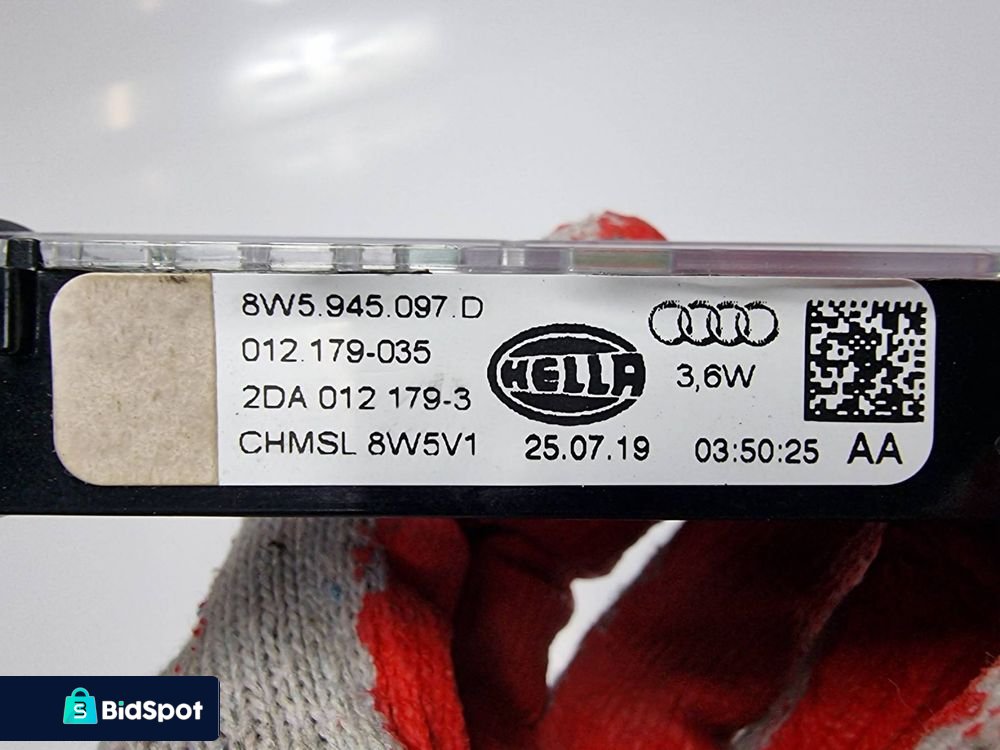 8W5.945.097.D
012.179-035
2DA 012 179-3
CHMSL 8W5V1
HELLA
3,6W
25.07.19
03:50:25
AA
BidSpot